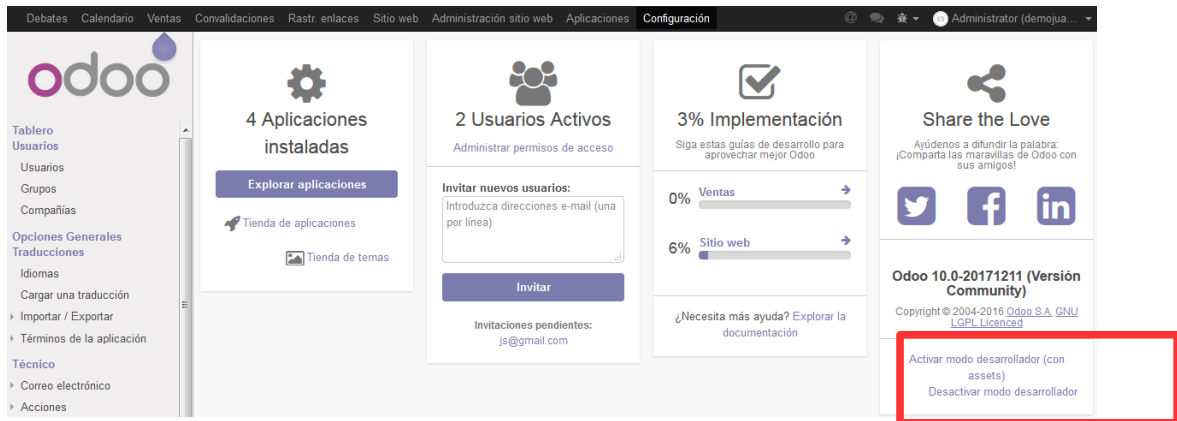 Debates Calendario Ventas Convalidaciones Rastr. enlaces Sitio web Administración sitio web Aplicaciones Configuración @ Administrator (demojua...
odoo
Tablero
Usuarios
Usuarios
Grupos
Compañías
Opciones Generales
Traducciones
Idiomas
Cargar una traducción
Importar / Exportar
Términos de la aplicación
Técnico
Correo electrónico
Acciones
4 Aplicaciones
instaladas
Explorar aplicaciones
Tienda de aplicaciones
Tienda de temas
2 Usuarios Activos
Administrar permisos de acceso
Invitar nuevos usuarios:
Introduzca direcciones e-mail (una
por línea)
Invitar
Invitaciones pendientes:
js@gmail.com
3% Implementación
Siga estas guías de desarrollo para
aprovechar mejor Odoo
0% Ventas
6% Sitio web
¿Necesita más ayuda? Explorar la
documentación
Share the Love
Ayúdenos a difundir la palabra:
¡Comparta las maravillas de Odoo con
sus amigos!
Odoo 10.0-20171211 (Versión
Community)
Copyright © 2004-2016 Odoo S.A. GNU
LGPL Licenced
Activar modo desarrollador (con
assets)
Desactivar modo desarrollador